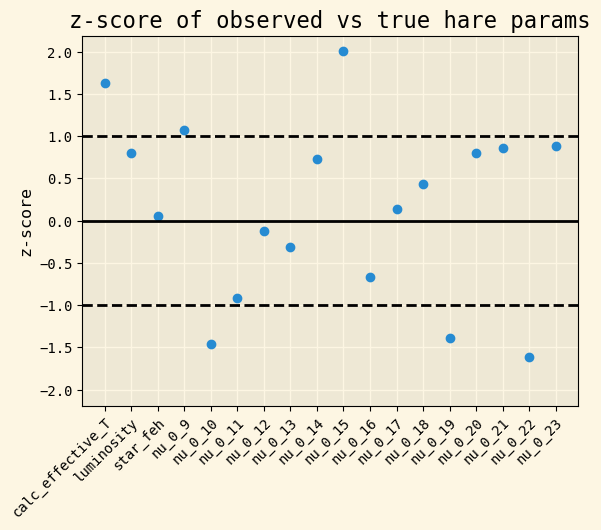 z-score of observed vs true hare params
z-score
2.0
1.5
1.0
0.5
0.0
−0.5
−1.0
−1.5
−2.0
calc_effective_T
luminosity
star_feh
nu_0_9
nu_0_10
nu_0_11
nu_0_12
nu_0_13
nu_0_14
nu_0_15
nu_0_16
nu_0_17
nu_0_18
nu_0_19
nu_0_20
nu_0_21
nu_0_22
nu_0_23